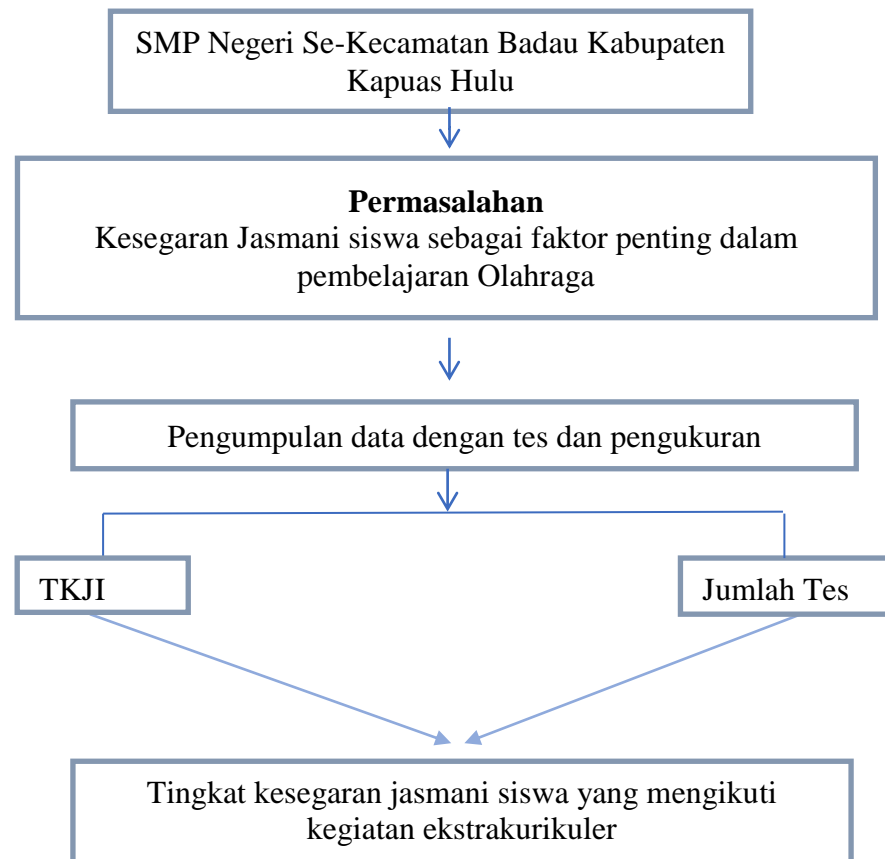 SMP Negeri Se-Kecamatan Badau Kabupaten
Kapuas Hulu
Permasalahan
Kesegaran Jasmani siswa sebagai faktor penting dalam
pembelajaran Olahraga
Pengumpulan data dengan tes dan pengukuran
TKJI
Jumlah Tes
Tingkat kesegaran jasmani siswa yang mengikuti
kegiatan ekstrakurikuler